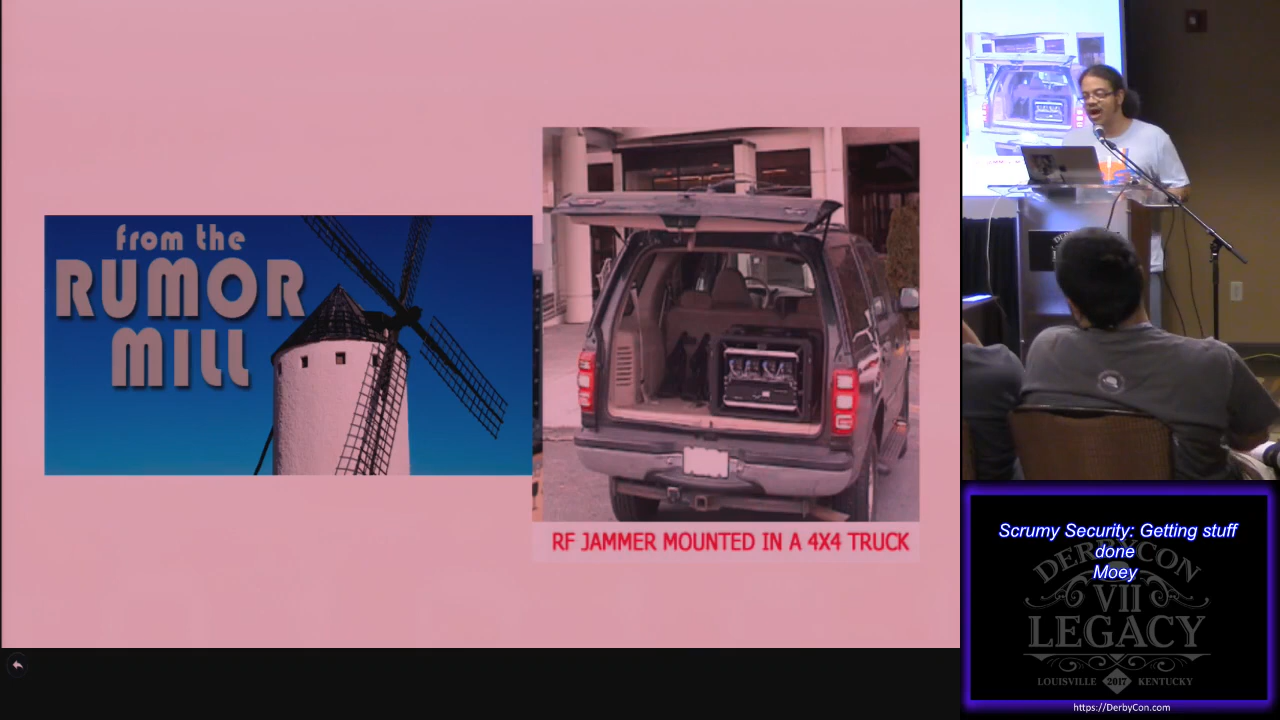 from the
RUMOR
MILL
RF JAMMER MOUNTED IN A 4X4 TRUCK
Scrumy Security: Getting stuff
done
Moey
DERBYCON
VII
LEGACY
LOUISVILLE 2017 KENTUCKY
https://DerbyCon.com